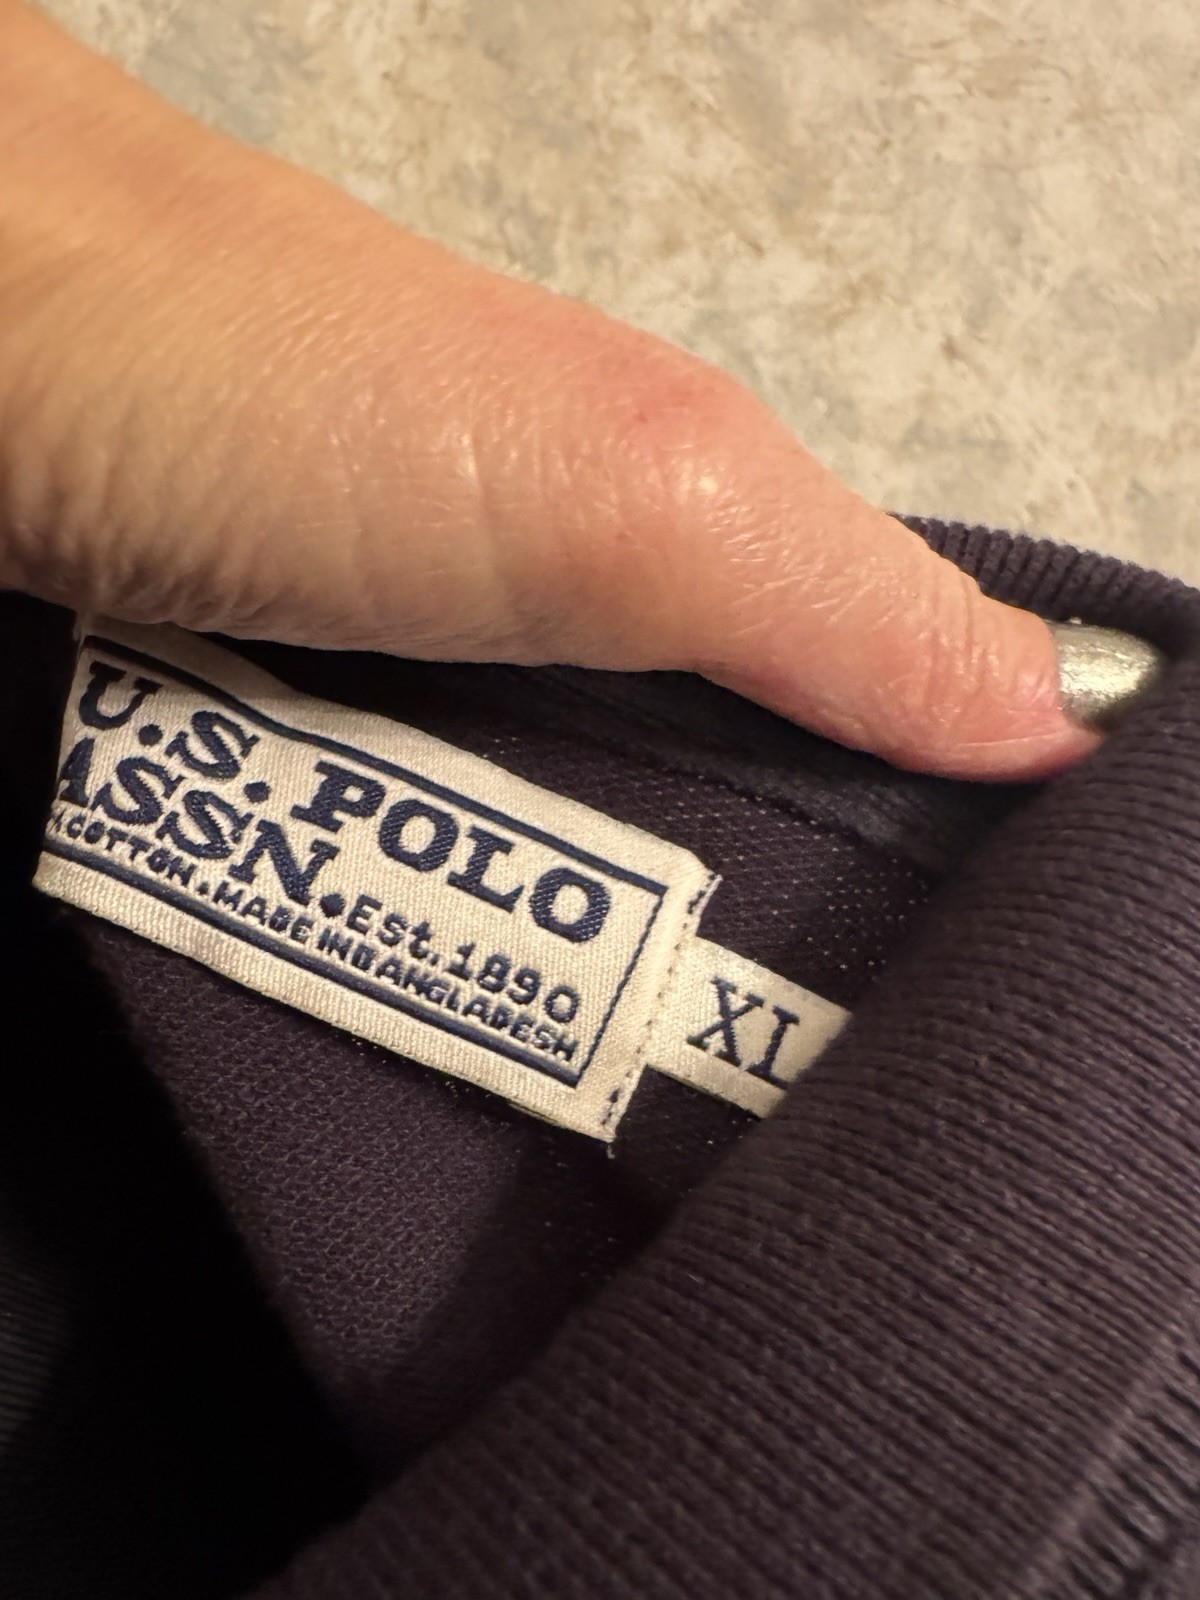 U.S. POLO
ASSN. Est. 1890
% COTTON. MADE IN BANGLADESH
XL